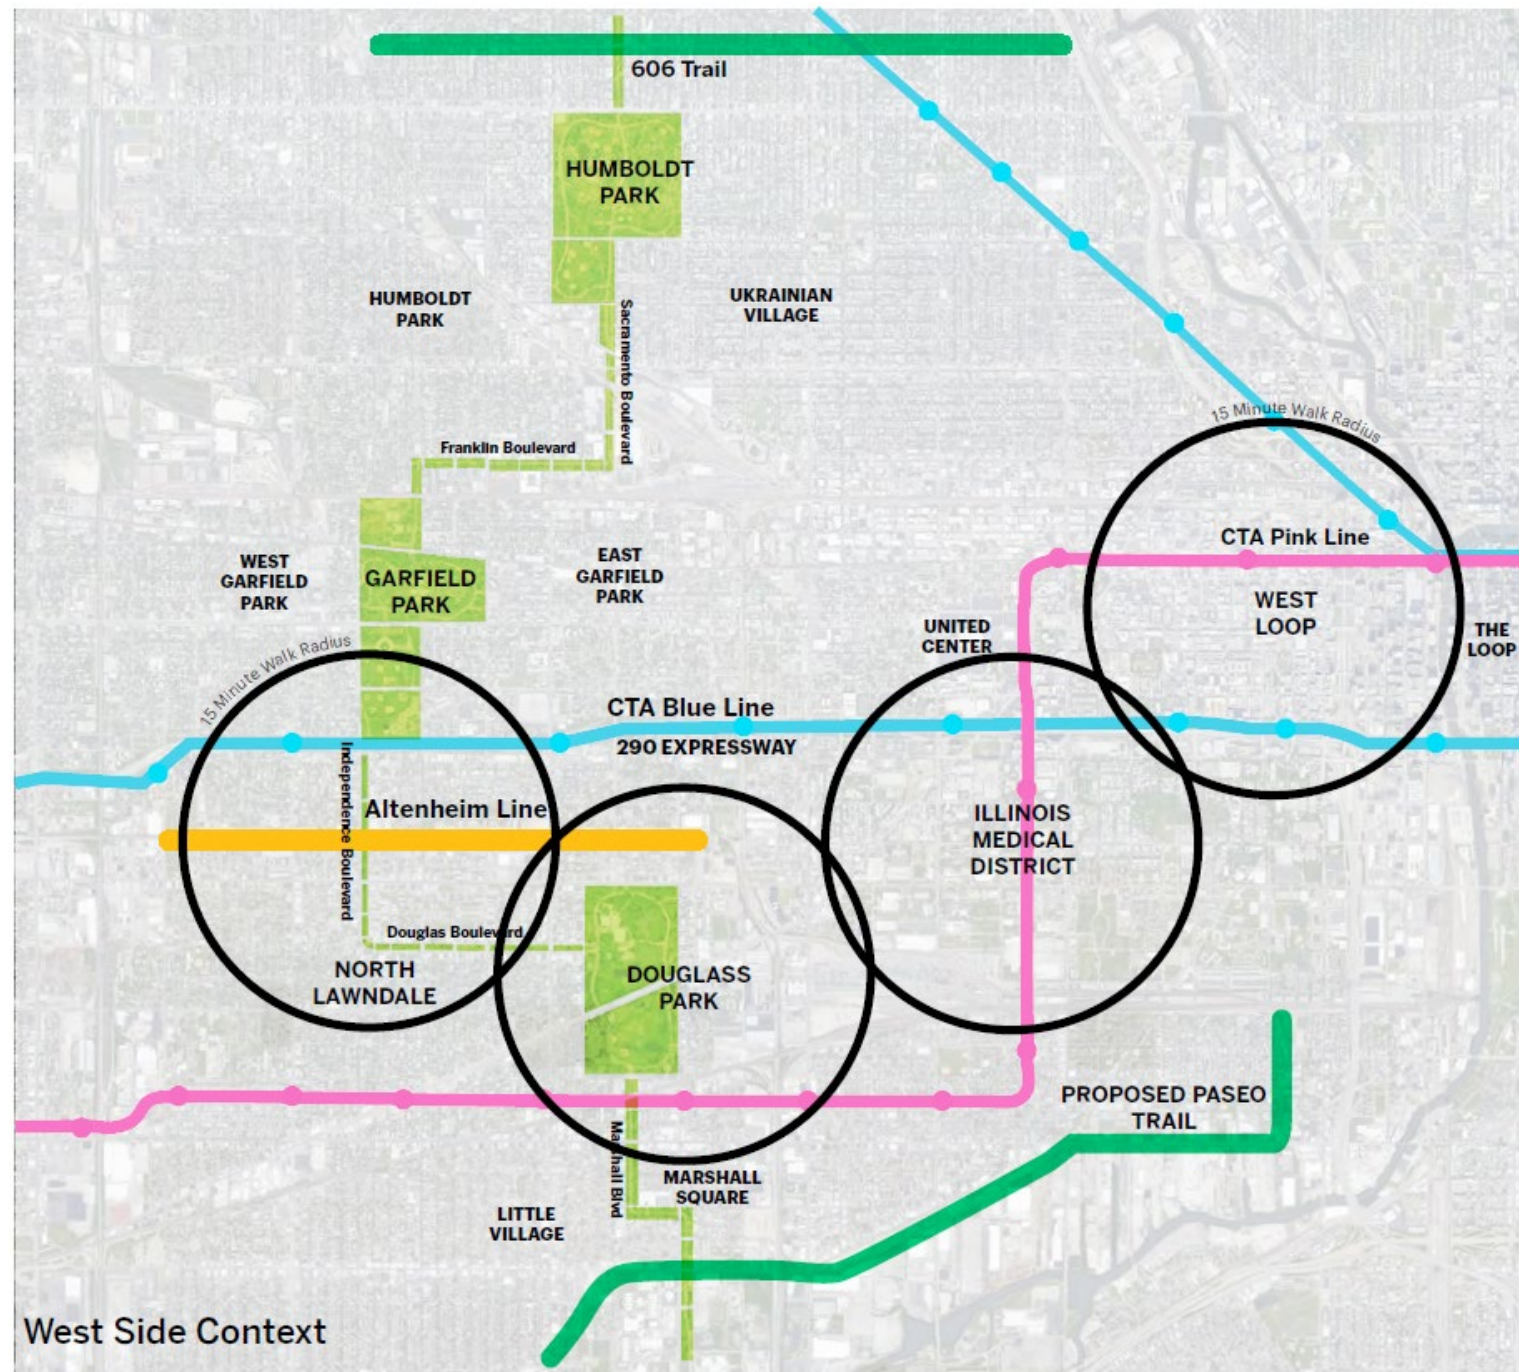 606 Trail
HUMBOLDT
PARK
HUMBOLDT
PARK
UKRAINIAN
VILLAGE
Sacramento Boulevard
15 Minute Walk Radius
Franklin Boulevard
CTA Pink Line
WEST
GARFIELD
PARK
GARFIELD
PARK
EAST
GARFIELD
PARK
WEST
LOOP
UNITED
CENTER
THE
LOOP
15 Minute Walk Radius
CTA Blue Line
290 EXPRESSWAY
Independence Boulevard
Altenheim Line
ILLINOIS
MEDICAL
DISTRICT
Douglas Boulevard
NORTH
LAWNDALE
DOUGLASS
PARK
PROPOSED PASEO
TRAIL
Marshall Blvd
MARSHALL
SQUARE
LITTLE
VILLAGE
West Side Context